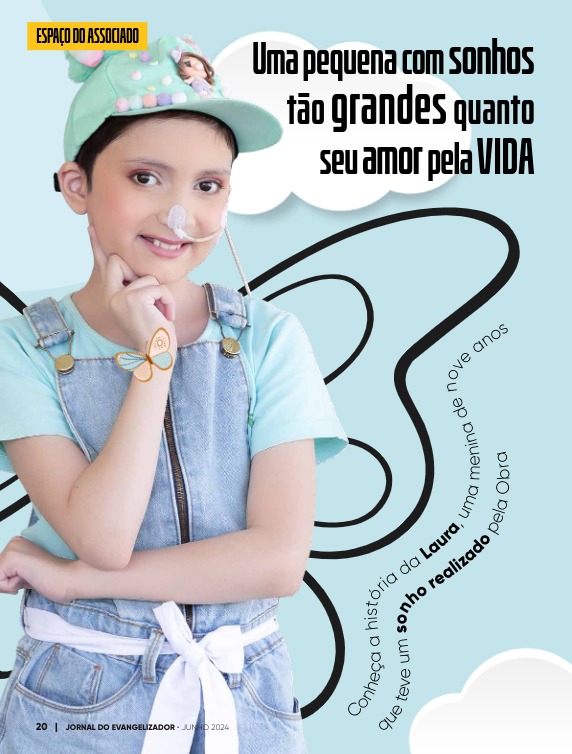 ESPAÇO DO ASSOCIADO
Uma pequena com sonhos
tão grandes quanto
seu amor pela VIDA
Conheça a história da Laura, uma menina de nove anos
que teve um sonho realizado pela Obra
20 | JORNAL DO EVANGELIZADOR • JUNHO 2024